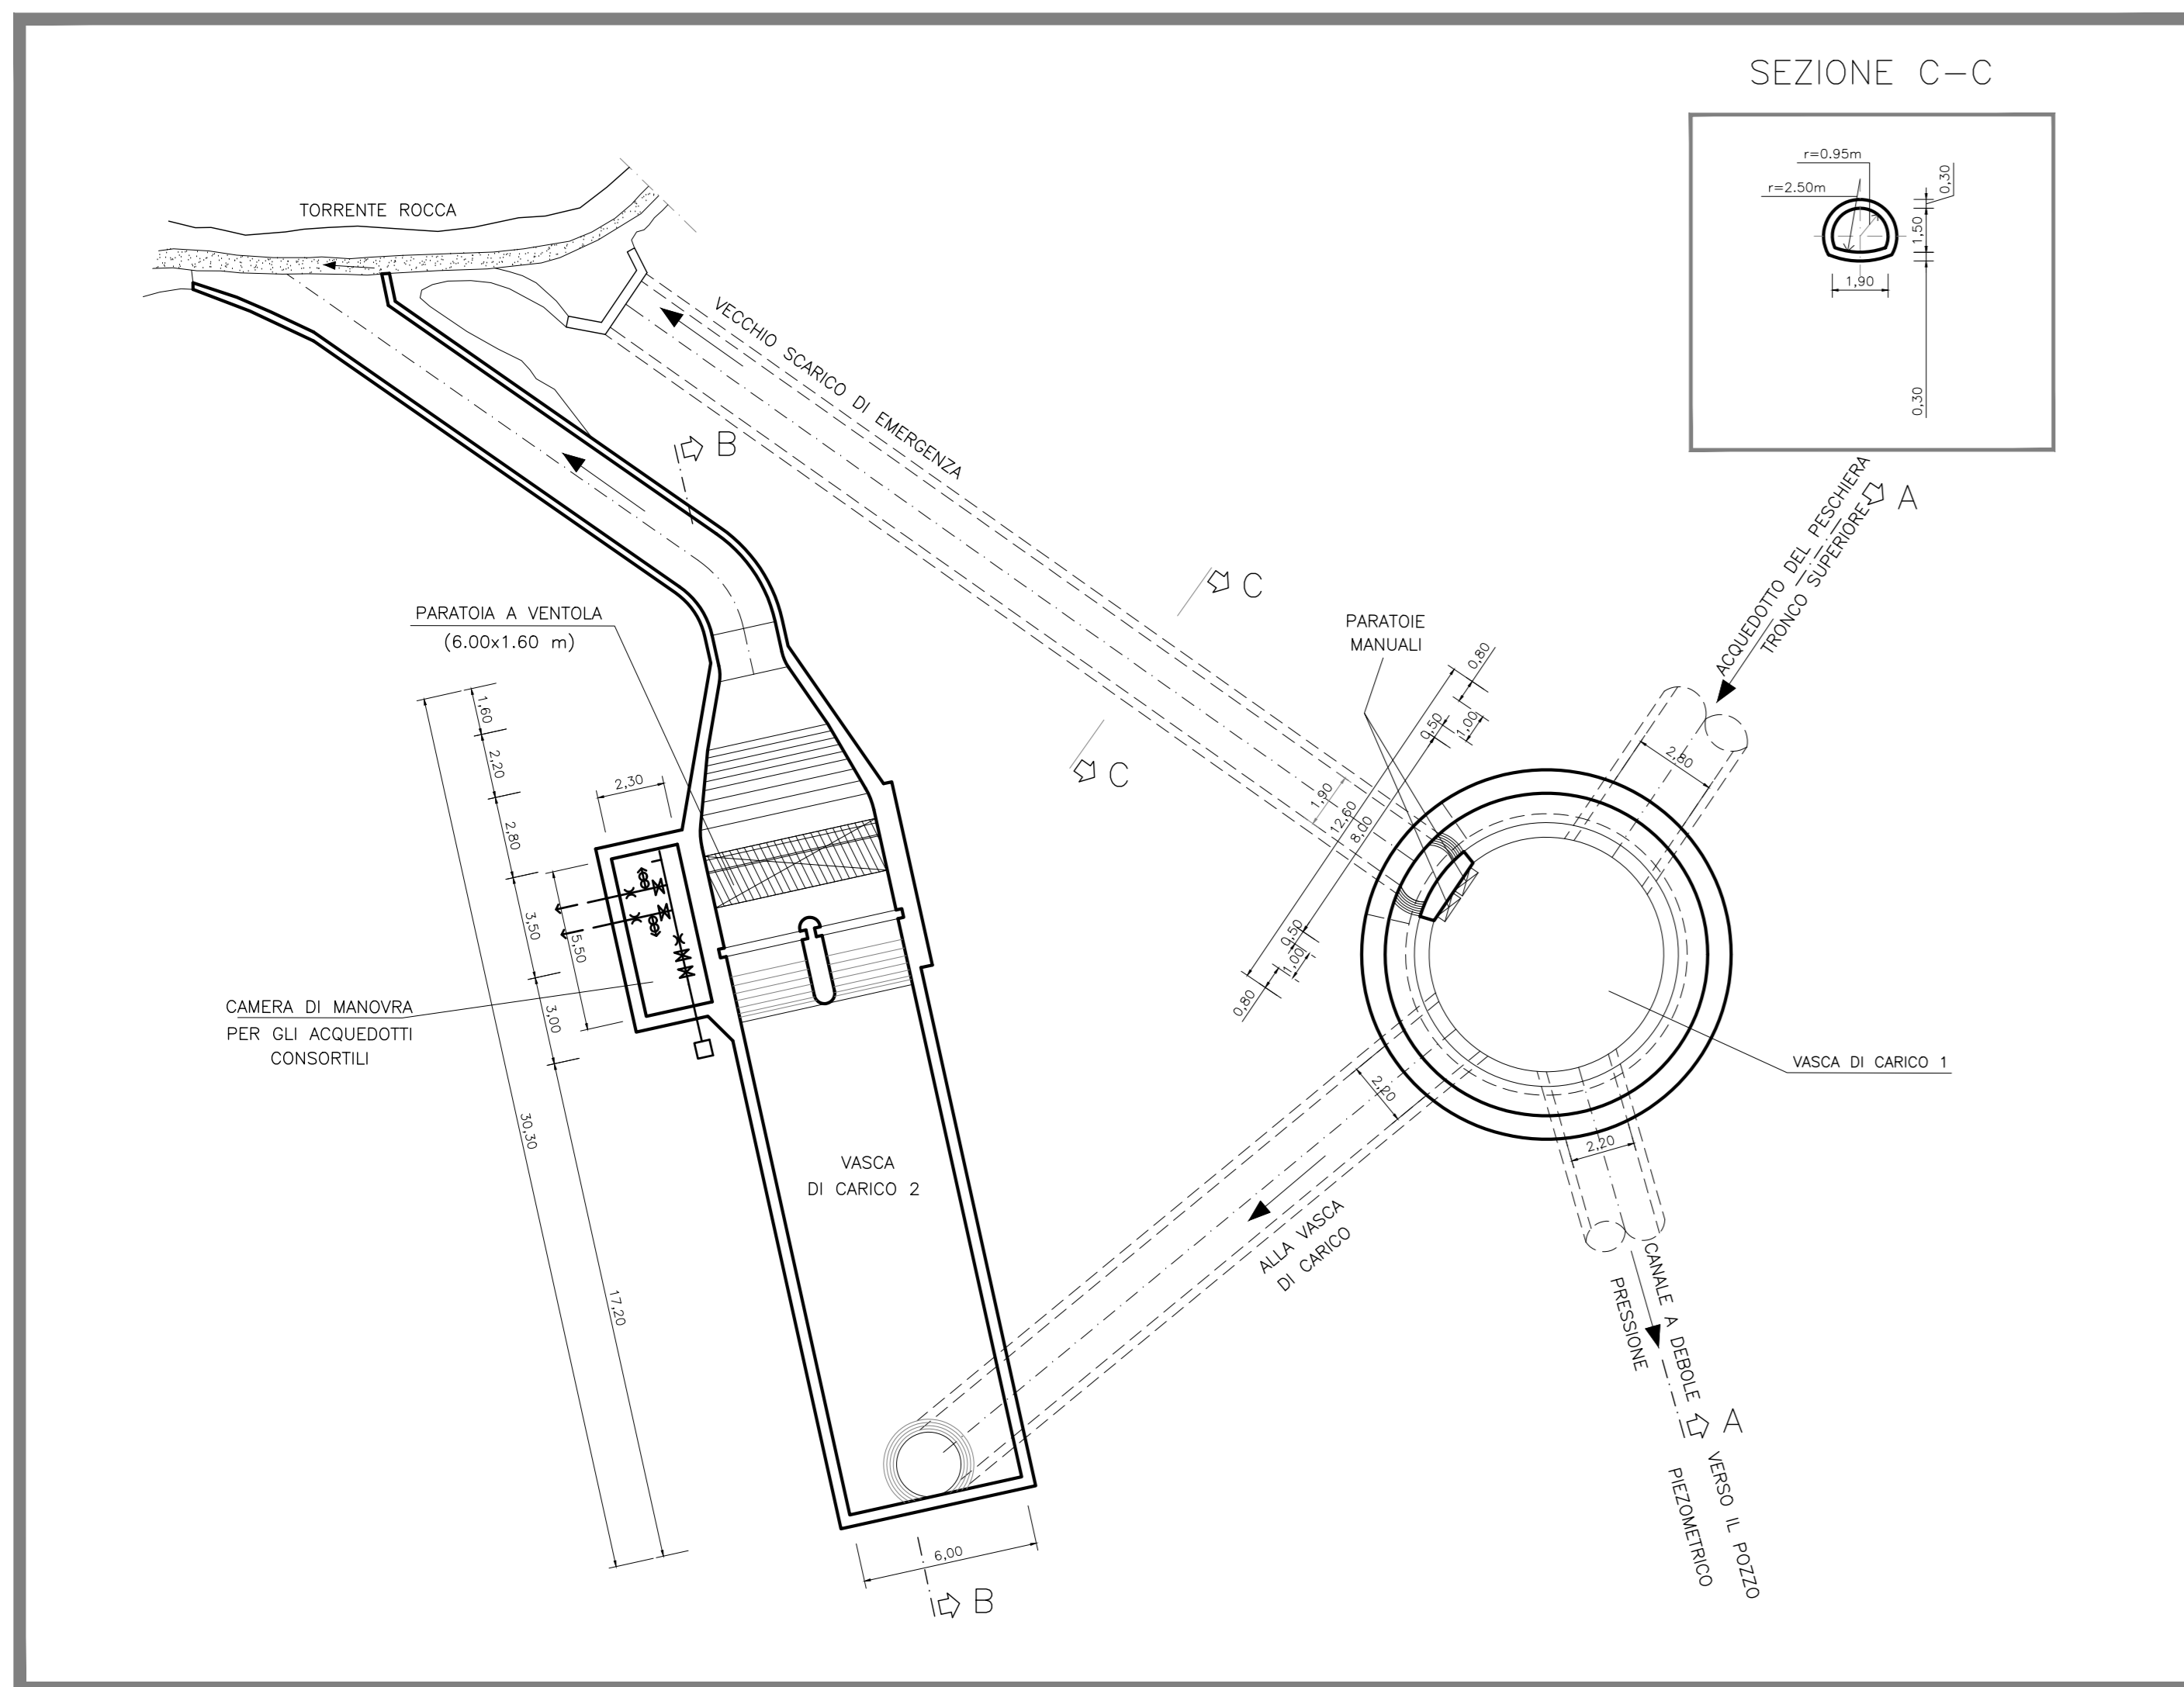 SEZIONE C-C
r=0.95m
r=2.50m
0,30
1,50
1,90
0,30
TORRENTE ROCCA
VECCHIO SCARICO DI EMERGENZA
B
C
C
ACQUEDOTTO DEL PESCHIERA
TRONCO SUPERIORE
A
PARATOIA A VENTOLA
(6.00x1.60 m)
PARATOIE
MANUALI
0,80
1,00
0,50
1,90
12,60
8,00
0,50
1,00
0,80
2,80
1,60
2,20
2,80
3,50
3,00
17,20
30,30
2,30
5,50
CAMERA DI MANOVRA
PER GLI ACQUEDOTTI
CONSORTILI
VASCA DI CARICO 1
2,20
2,20
VASCA
DI CARICO 2
ALLA VASCA
DI CARICO
CANALE A DEBOLE
PRESSIONE
A
VERSO IL POZZO
PIEZOMETRICO
6,00
B